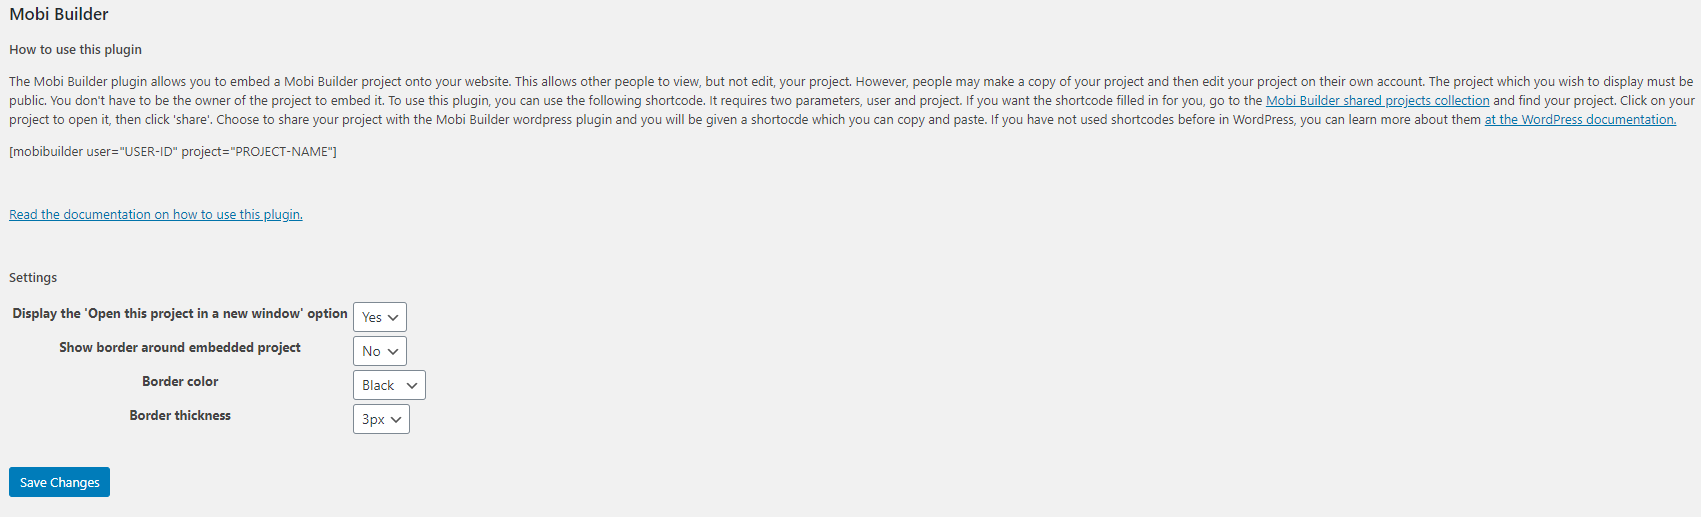 Mobi Builder
How to use this plugin
The Mobi Builder plugin allows you to embed a Mobi Builder project onto your website. This allows other people to view, but not edit, your project. However, people may make a copy of your project and then edit your project on their own account. The project which you wish to display must be
public. You don't have to be the owner of the project to embed it. To use this plugin, you can use the following shortcode. It requires two parameters, user and project. If you want the shortcode filled in for you, go to the Mobi Builder shared projects collection and find your project. Click on your
project to open it, then click 'share'. Choose to share your project with the Mobi Builder wordpress plugin and you will be given a shortocde which you can copy and paste. If you have not used shortcodes before in WordPress, you can learn more about them at the WordPress documentation.
[mobibuilder user="USER-ID" project="PROJECT-NAME"]
Read the documentation on how to use this plugin.
Settings
Display the 'Open this project in a new window' option Yes
Show border around embedded project No
Border color Black
Border thickness 3px
Save Changes